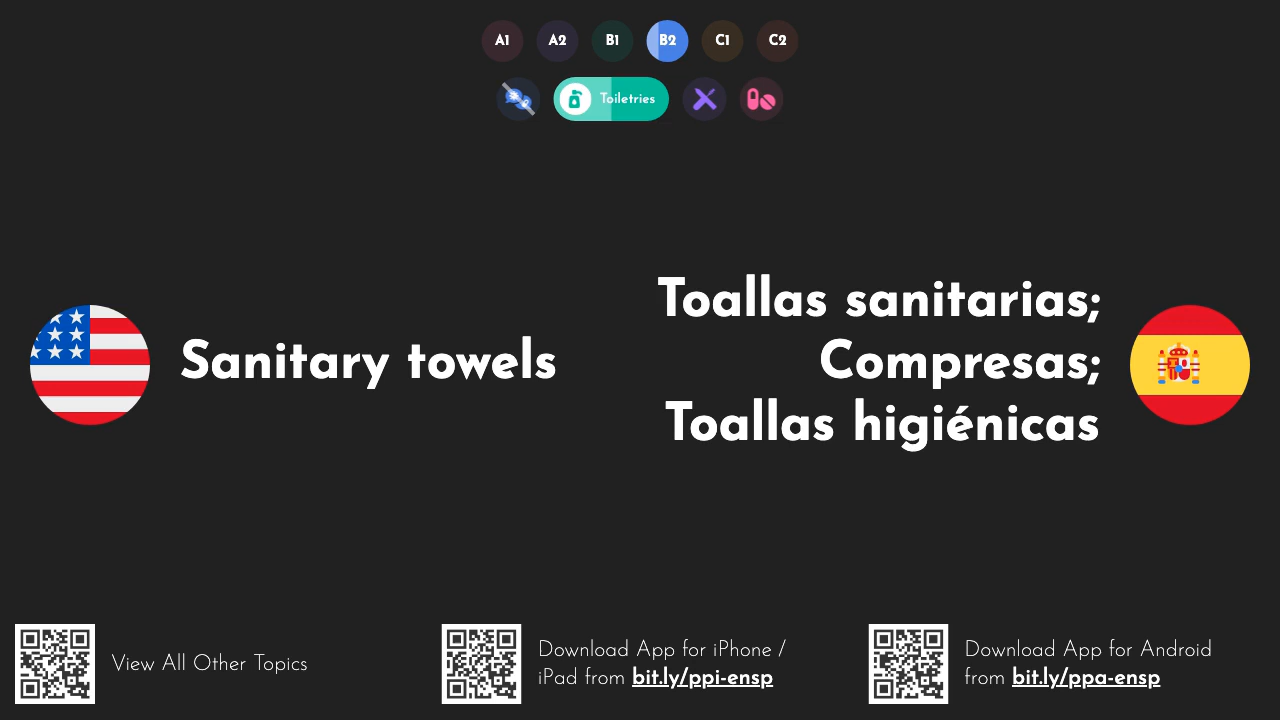 A1 A2 B1 B2 C1 C2
Toiletries
Sanitary towels
Toallas sanitarias;
Compresas;
Toallas higiénicas
View All Other Topics
Download App for iPhone /
iPad from bit.ly/ppi-ensp
Download App for Android
from bit.ly/ppa-ensp